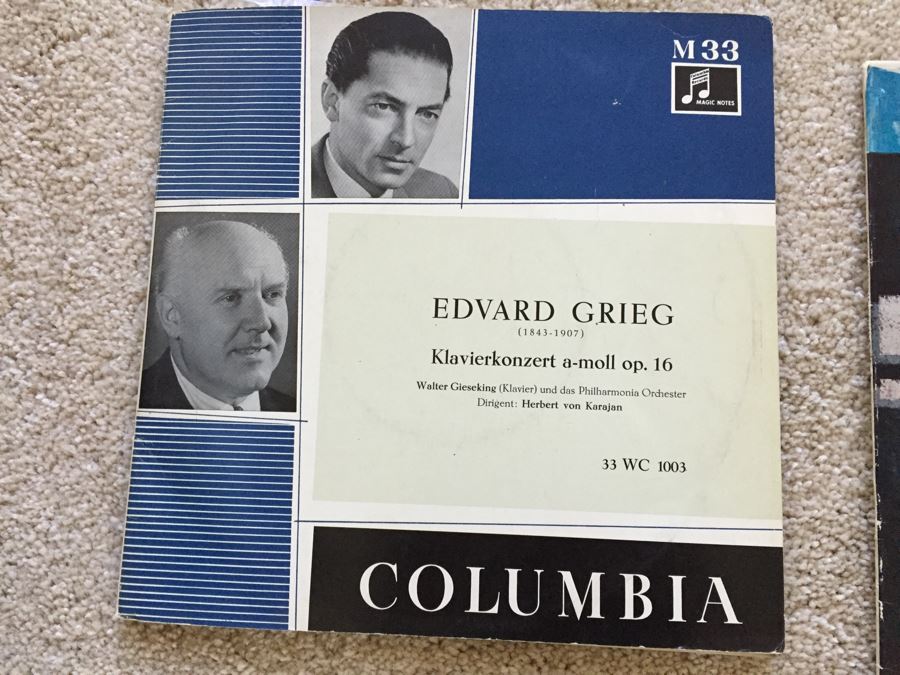 M 33
MAGIC NOTES
EDVARD GRIEG
(1843-1907)
Klavierkonzert a-moll op. 16
Walter Gieseking (Klavier) und das Philharmonia Orchester
Dirigent: Herbert von Karajan
33 WC 1003
COLUMBIA